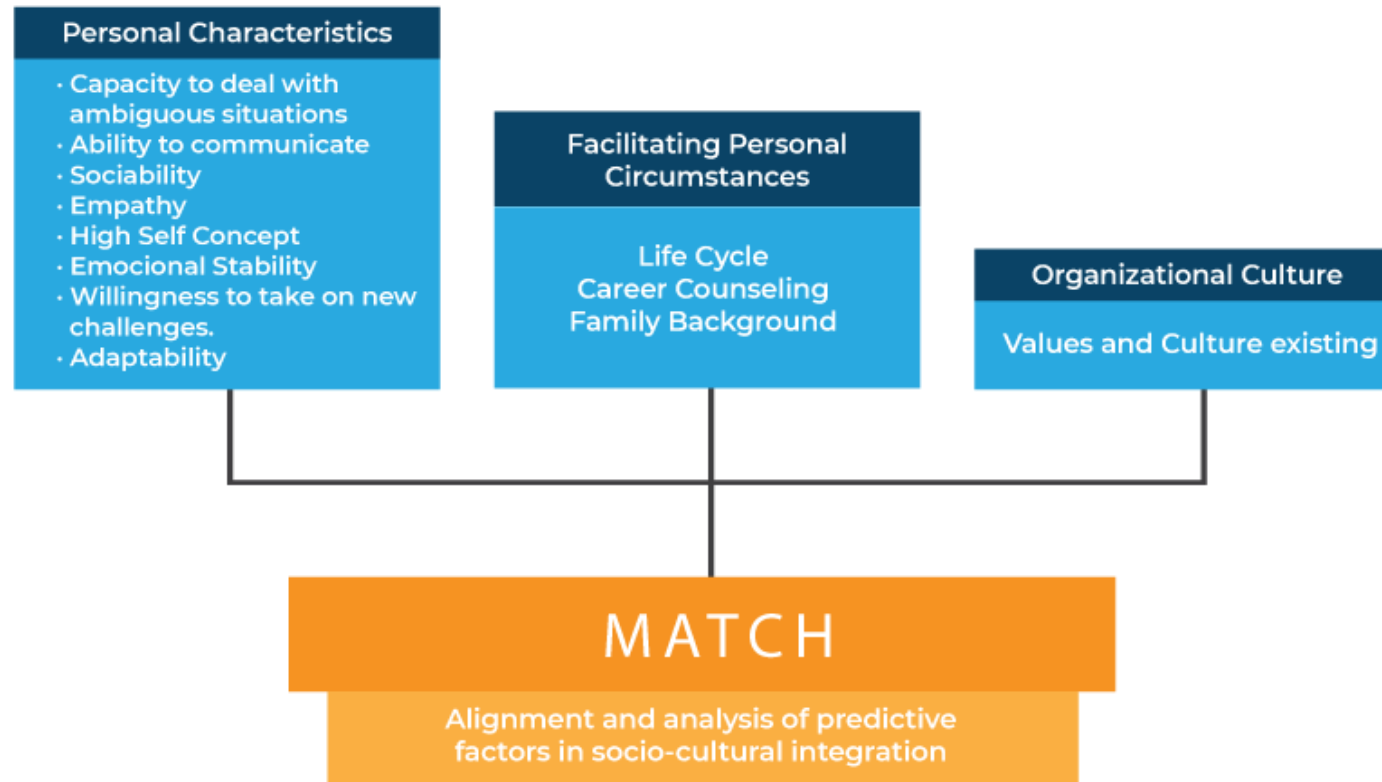 Personal Characteristics
· Capacity to deal with
ambiguous situations
· Ability to communicate
· Sociability
· Empathy
· High Self Concept
· Emocional Stability
· Willingness to take on new
challenges.
· Adaptability
Facilitating Personal
Circumstances
Life Cycle
Career Counseling
Family Background
Organizational Culture
Values and Culture existing
MATCH
Alignment and analysis of predictive
factors in socio-cultural integration